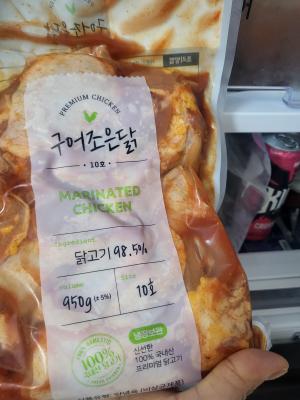 PREMIUM CHICKEN
구어조은닭
• 10호 •
MARINATED
CHICKEN
Ingredient
닭고기 98.5%
Volume
950g (±5%)
Size
10호
100%
냉장보관
신선한
100% 국내산
프리미엄 닭고기